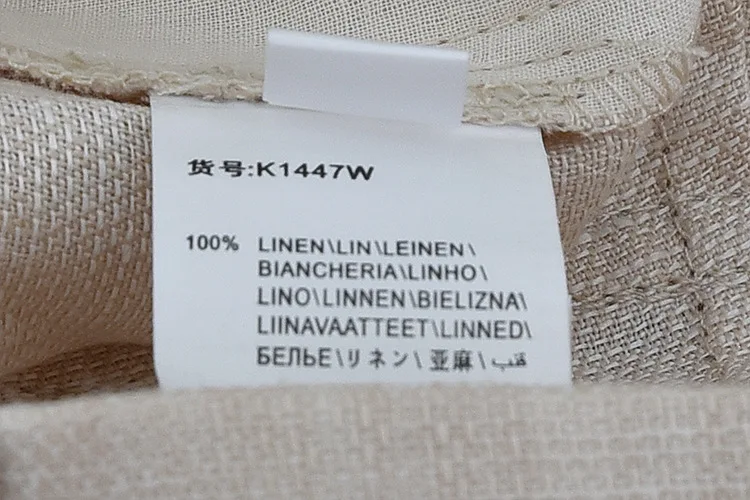 货号:K1447W
100% LINEN\LIN\LEINEN\
BIANCHERIA\LINHO\
LINO\LINNEN\BIELIZNA\
LIINAVAATTEET\LINNED\
БЕЛЬЕ\リネン\亚麻\